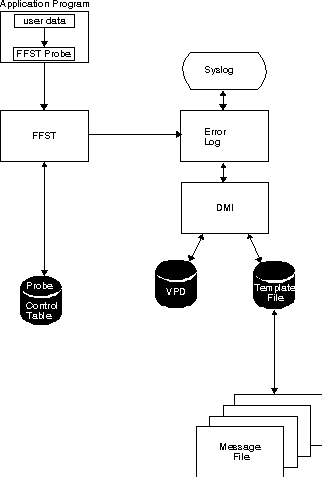 Application Program
user data
FFST Probe
Syslog
FFST
Error
Log
DMI
Probe
Control
Table
VPD
Template
File
Message
File